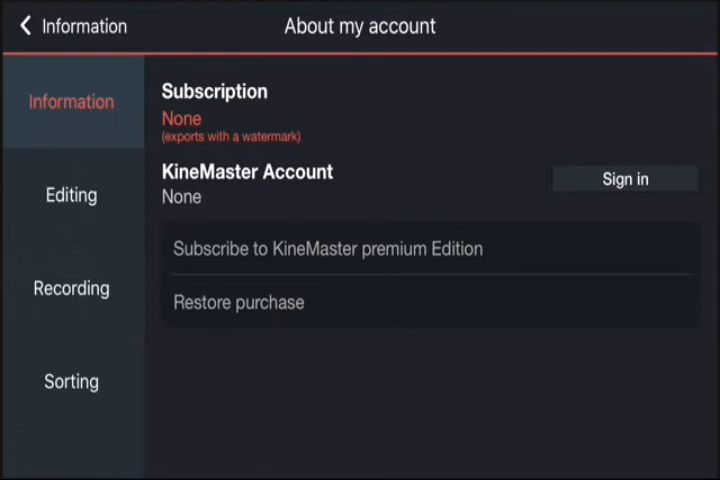 Information
About my account
Information
Editing
Recording
Sorting
Subscription
None
(exports with a watermark)
KineMaster Account
None
Sign in
Subscribe to KineMaster premium Edition
Restore purchase